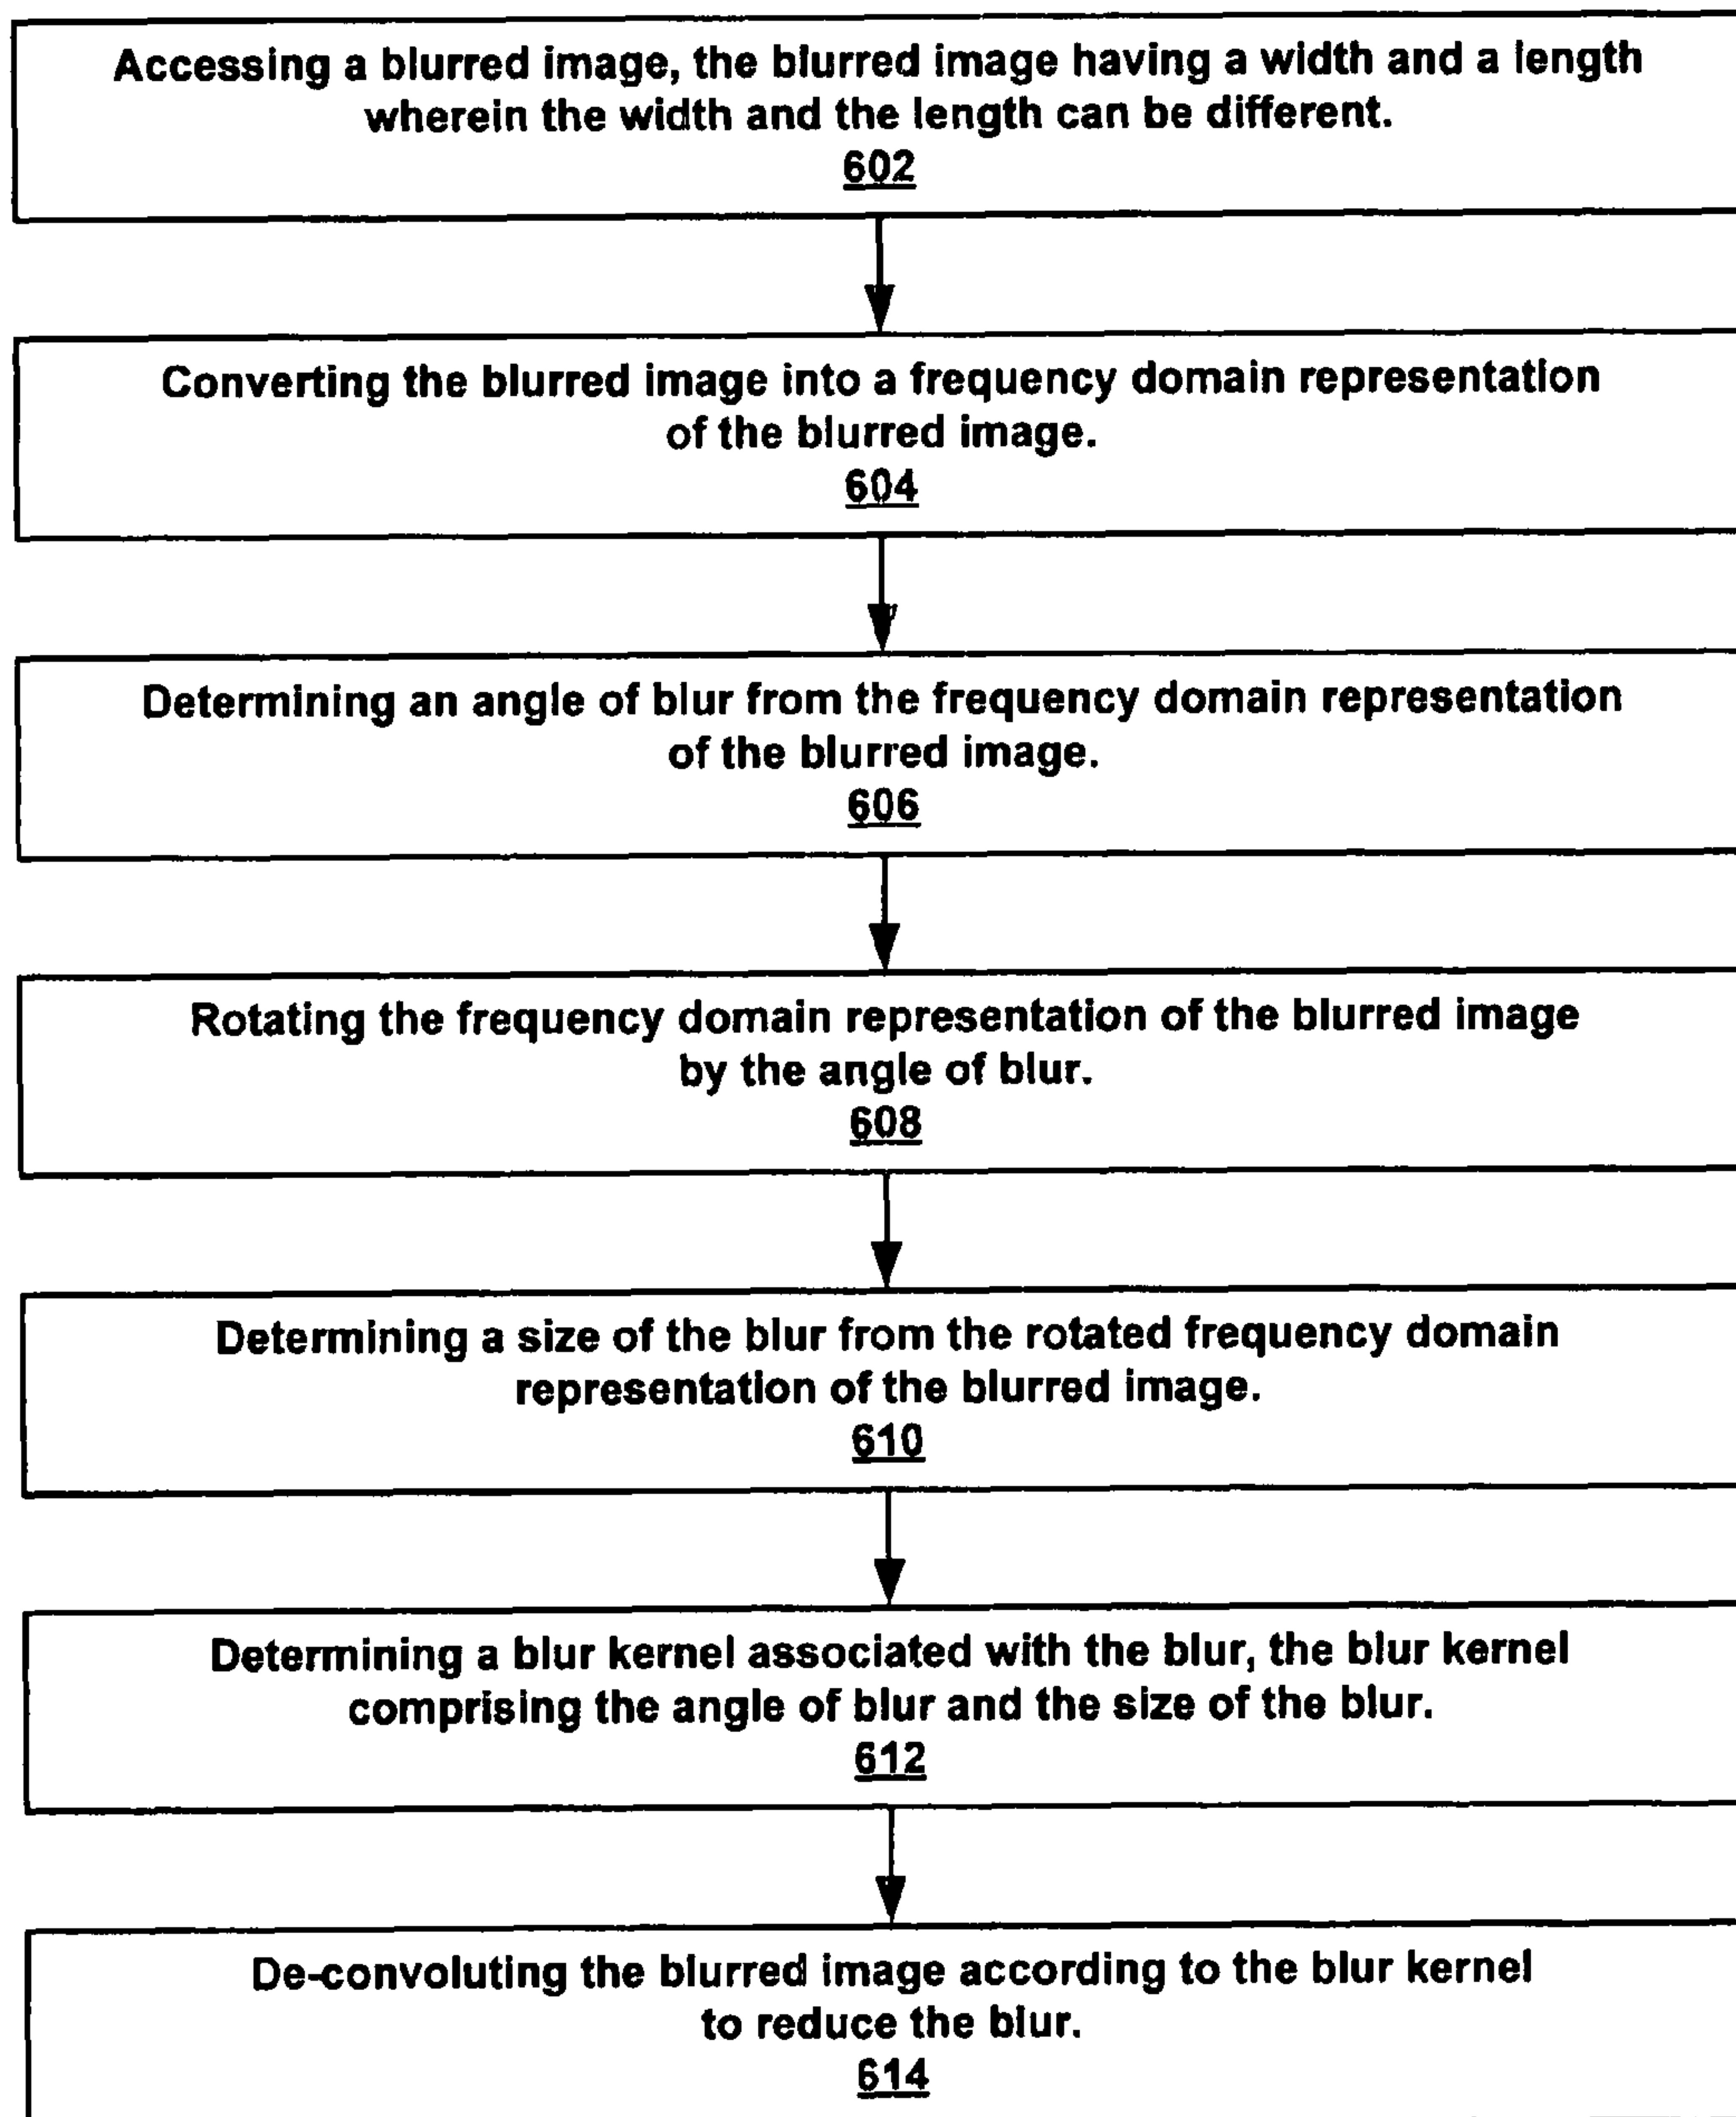 Accessing a blurred image, the blurred image having a width and a length
wherein the width and the length can be different.
602
Converting the blurred image into a frequency domain representation
of the blurred image.
604
Determining an angle of blur from the frequency domain representation
of the blurred image.
606
Rotating the frequency domain representation of the blurred image
by the angle of blur.
608
Determining a size of the blur from the rotated frequency domain
representation of the blurred image.
610
Determining a blur kernel associated with the blur, the blur kernel
comprising the angle of blur and the size of the blur.
612
De-convoluting the blurred image according to the blur kernel
to reduce the blur.
614